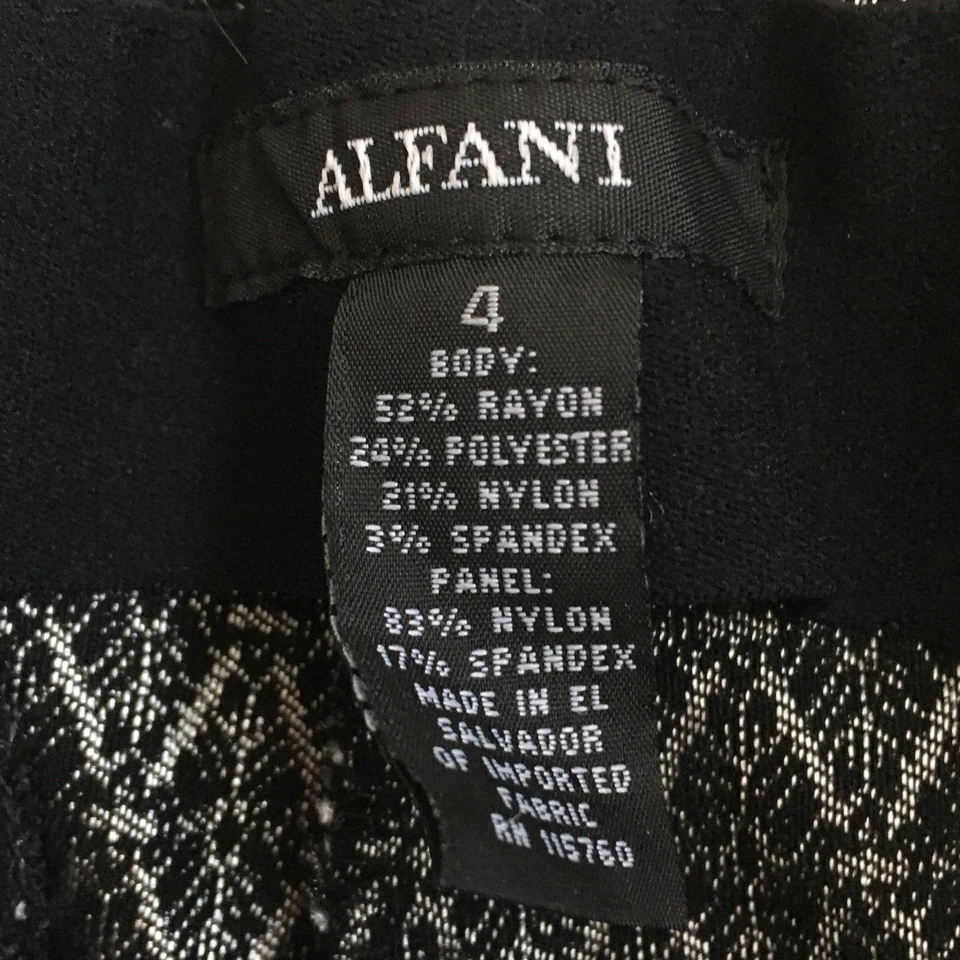 ALFANI
4
BODY:
52% RAYON
24% POLYESTER
21% NYLON
3% SPANDEX
PANEL:
83% NYLON
17% SPANDEX
MADE IN EL
SALVADOR
OF IMPORTED
FABRIC
RN 115760